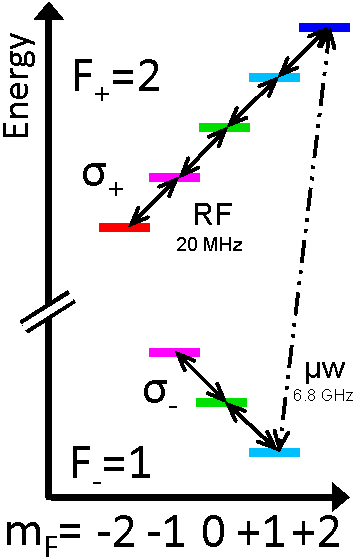 Energy
F₊=2
σ₊
RF
20 MHz
μw
6.8 GHz
σ₋
F₋=1
mF= -2 -1 0 +1 +2